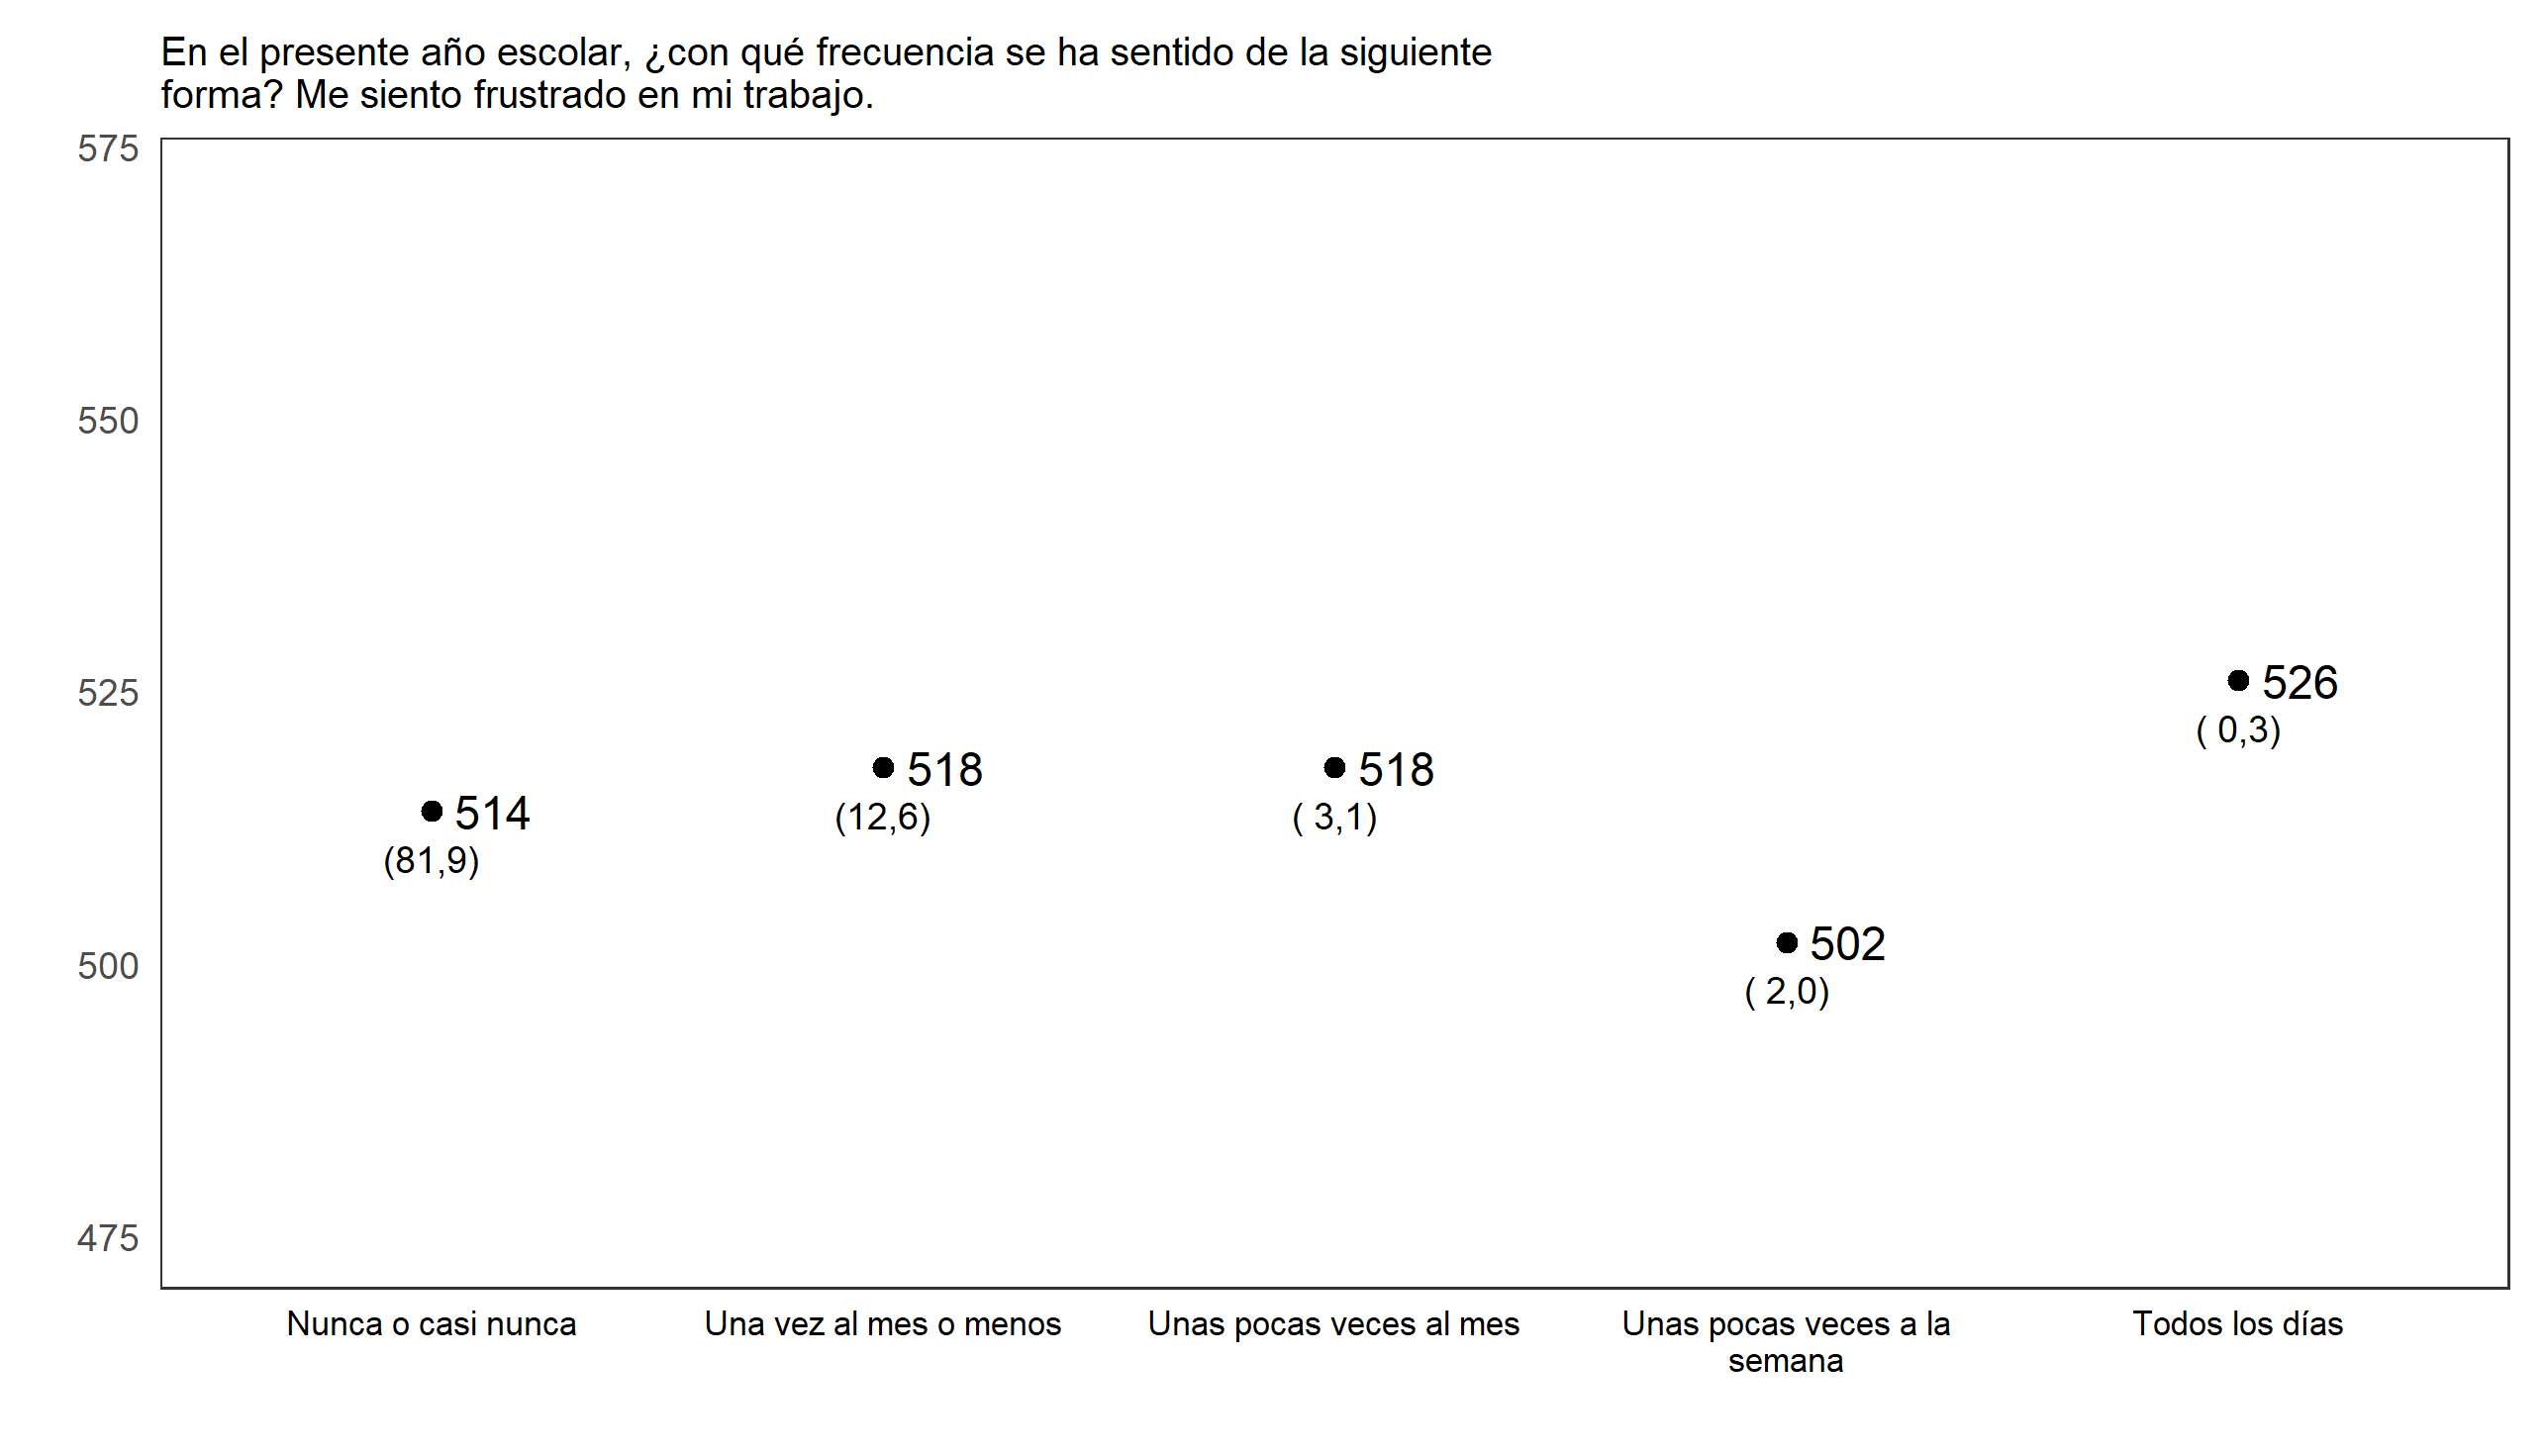 En el presente año escolar, ¿con qué frecuencia se ha sentido de la siguiente
forma? Me siento frustrado en mi trabajo.
575
550
525
500
475
514
(81,9)
518
(12,6)
518
( 3,1)
502
( 2,0)
526
( 0,3)
Nunca o casi nunca
Una vez al mes o menos
Unas pocas veces al mes
Unas pocas veces a la
semana
Todos los días